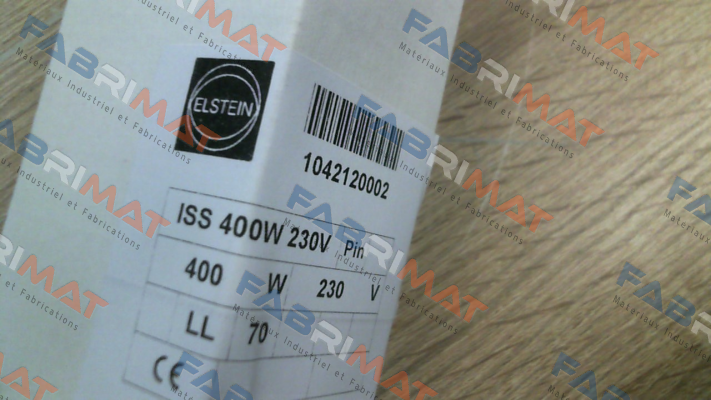 ELSTEIN
1042120002
ISS 400W 230V Pin
400 W 230 V
LL 70
CE
FABRIMAT
Materiaux Industriel et Fabrications